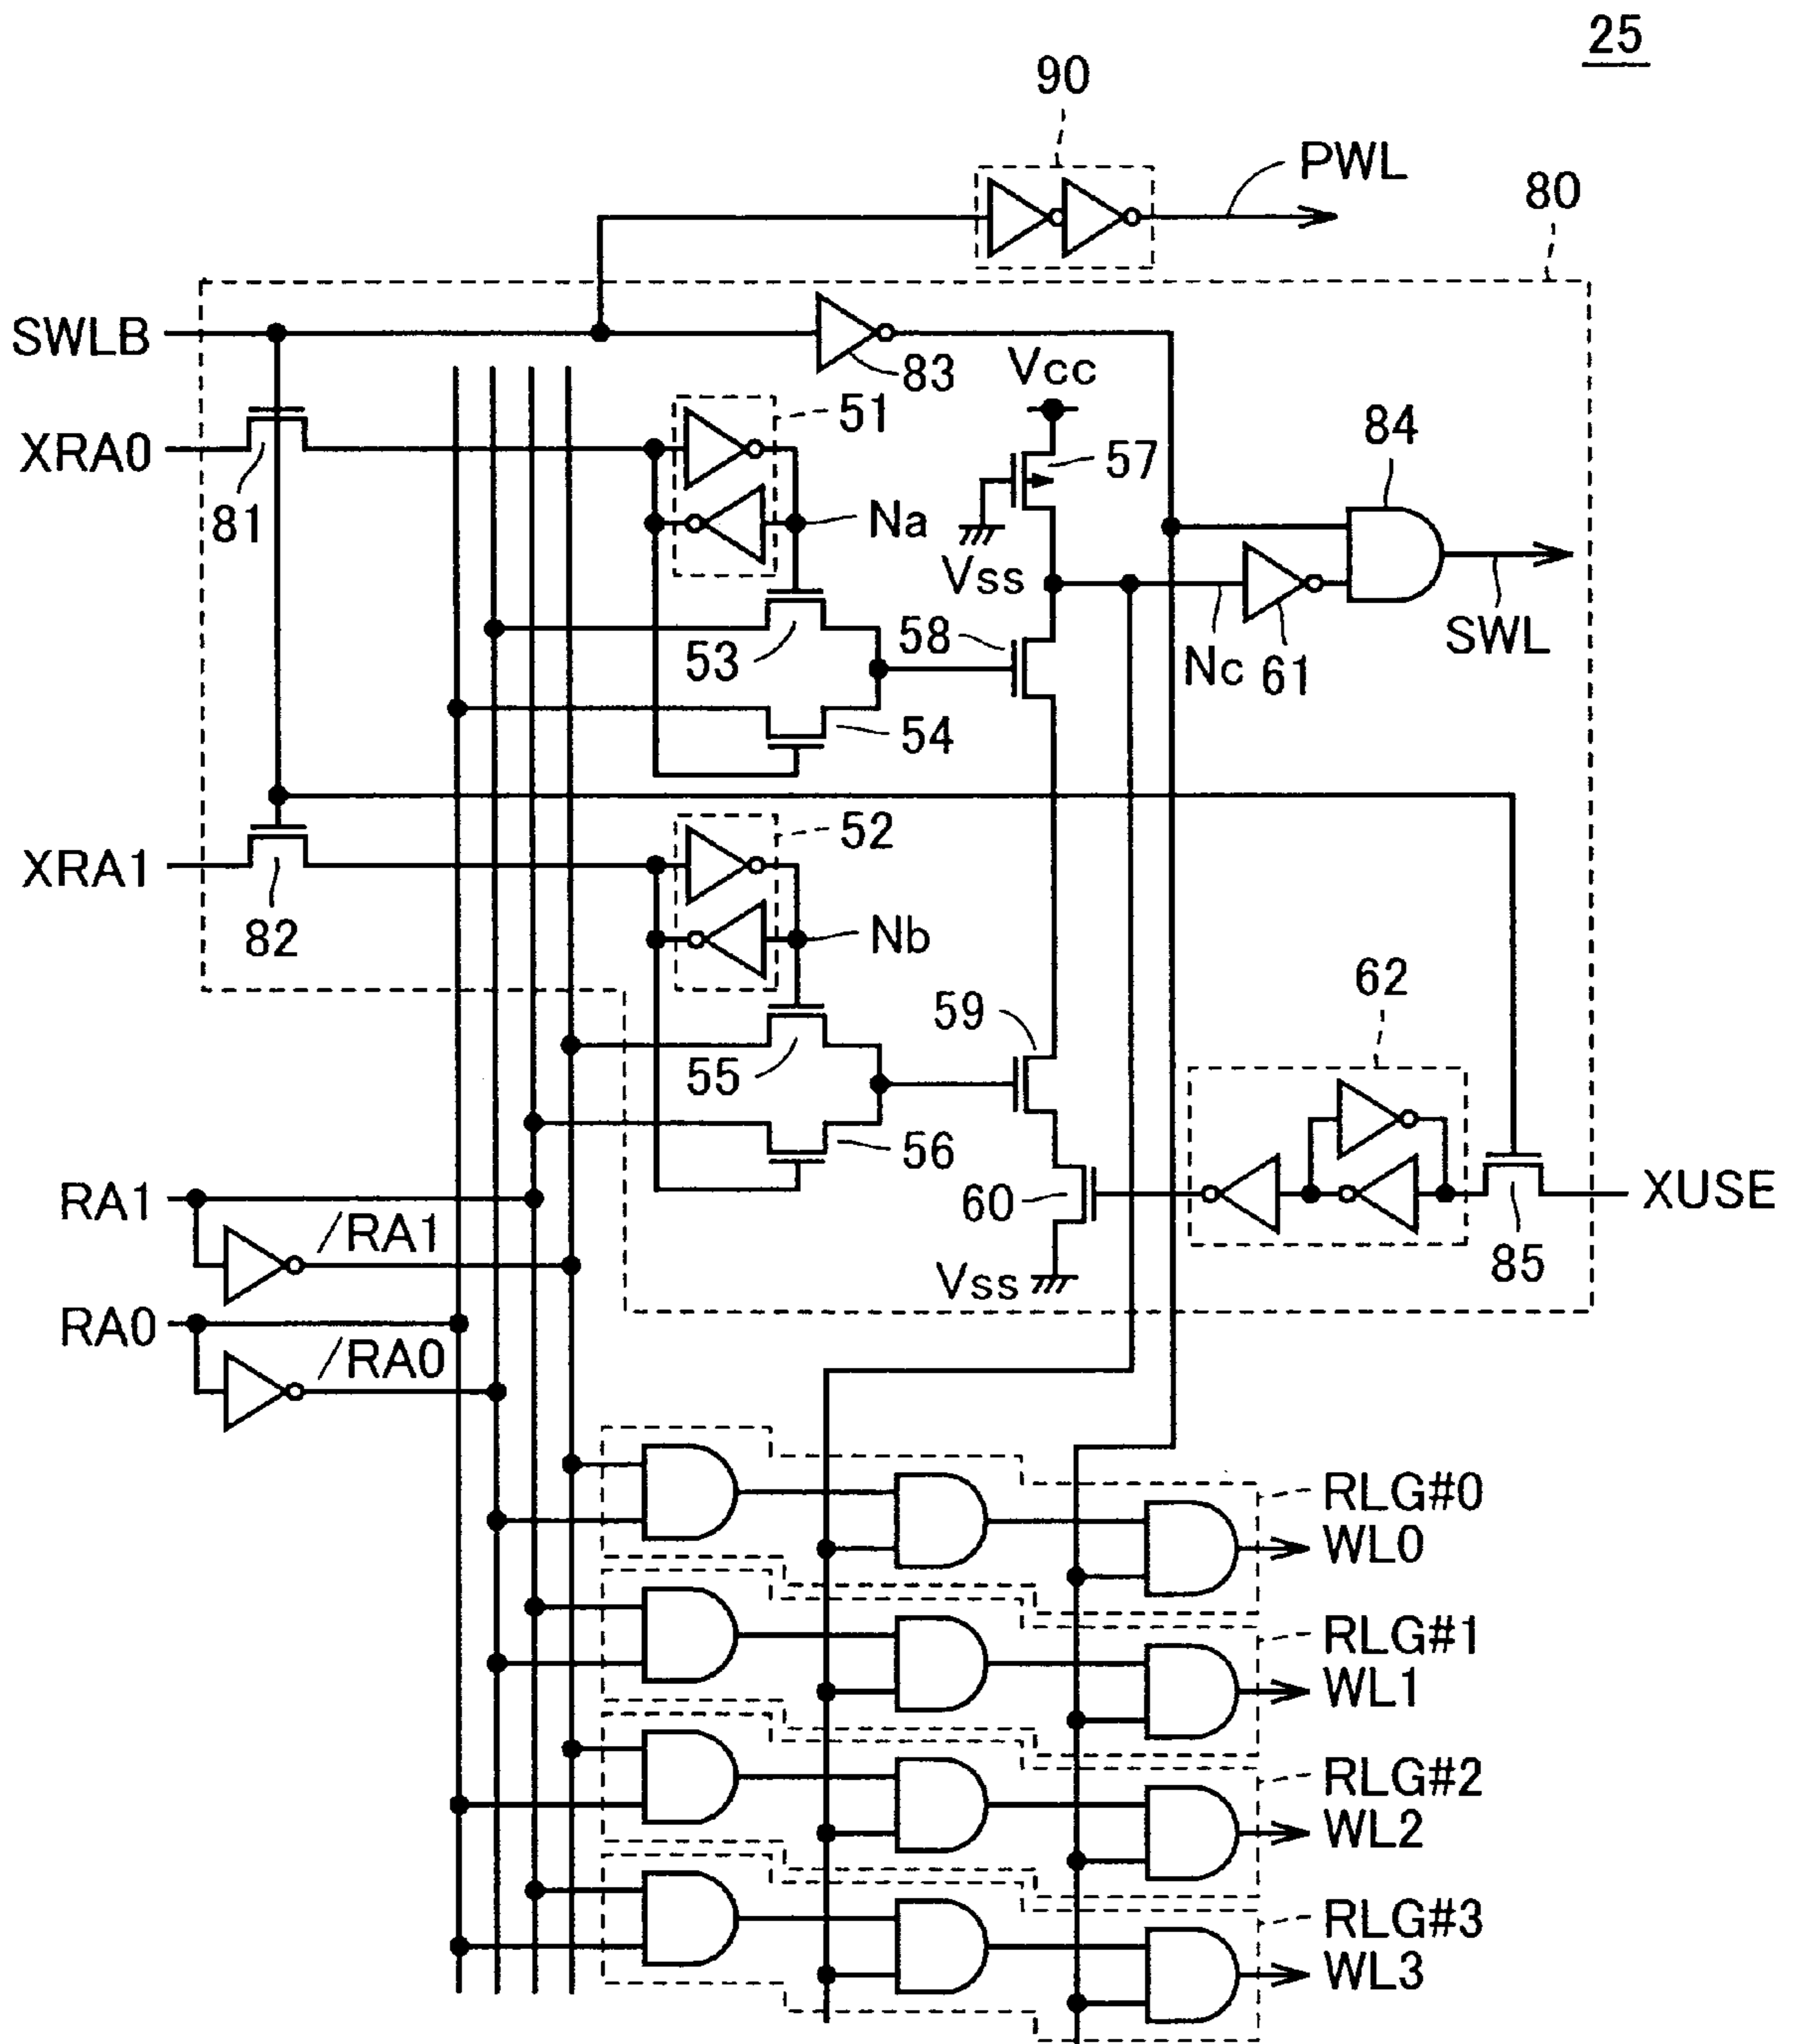 25
90
PWL
80
SWLB
83
Vcc
51
84
XRA0
57
81
Na
Vss
58
53
Nc
61
SWL
54
52
XRA1
82
Nb
62
59
55
56
RA1
/RA1
60
XUSE
85
Vss
RA0
/RA0
RLG#0
WL0
RLG#1
WL1
RLG#2
WL2
RLG#3
WL3